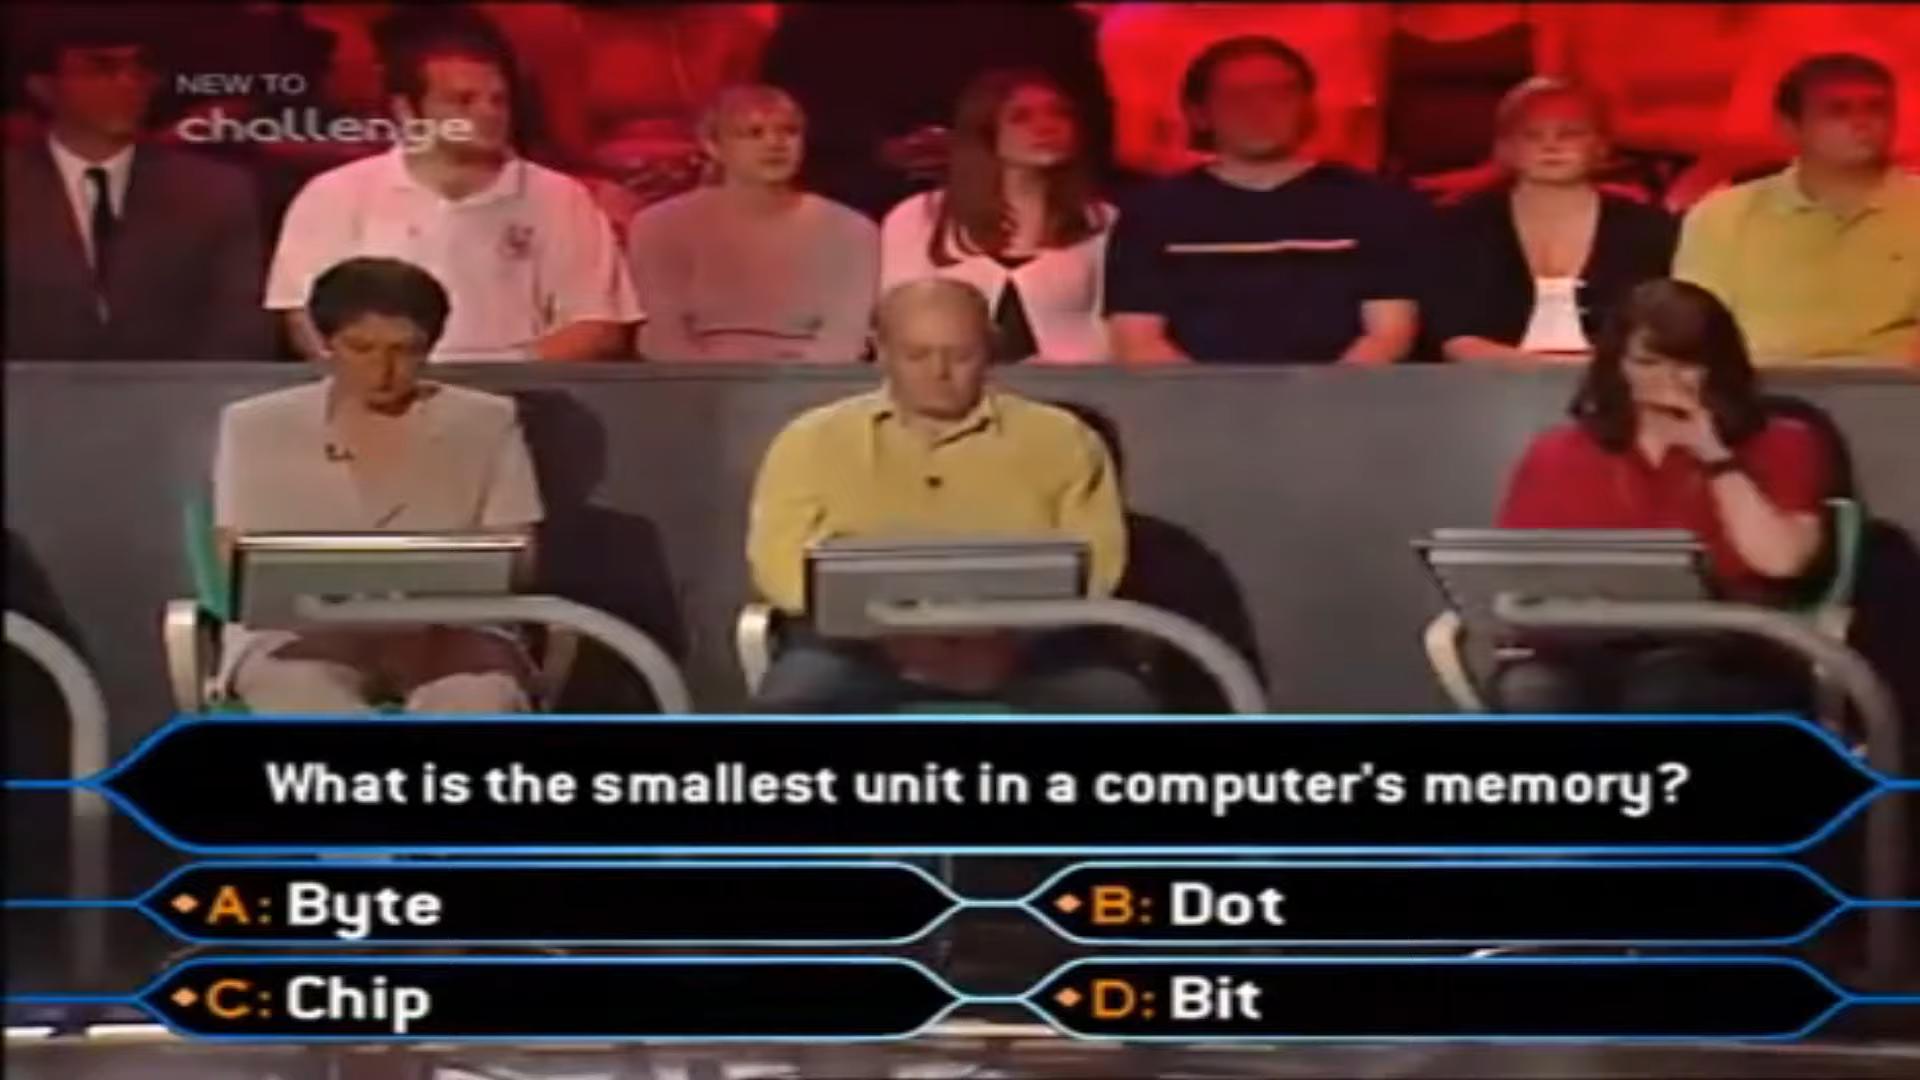 NEW TO
challenge
What is the smallest unit in a computer's memory?
A: Byte
B: Dot
C: Chip
D: Bit